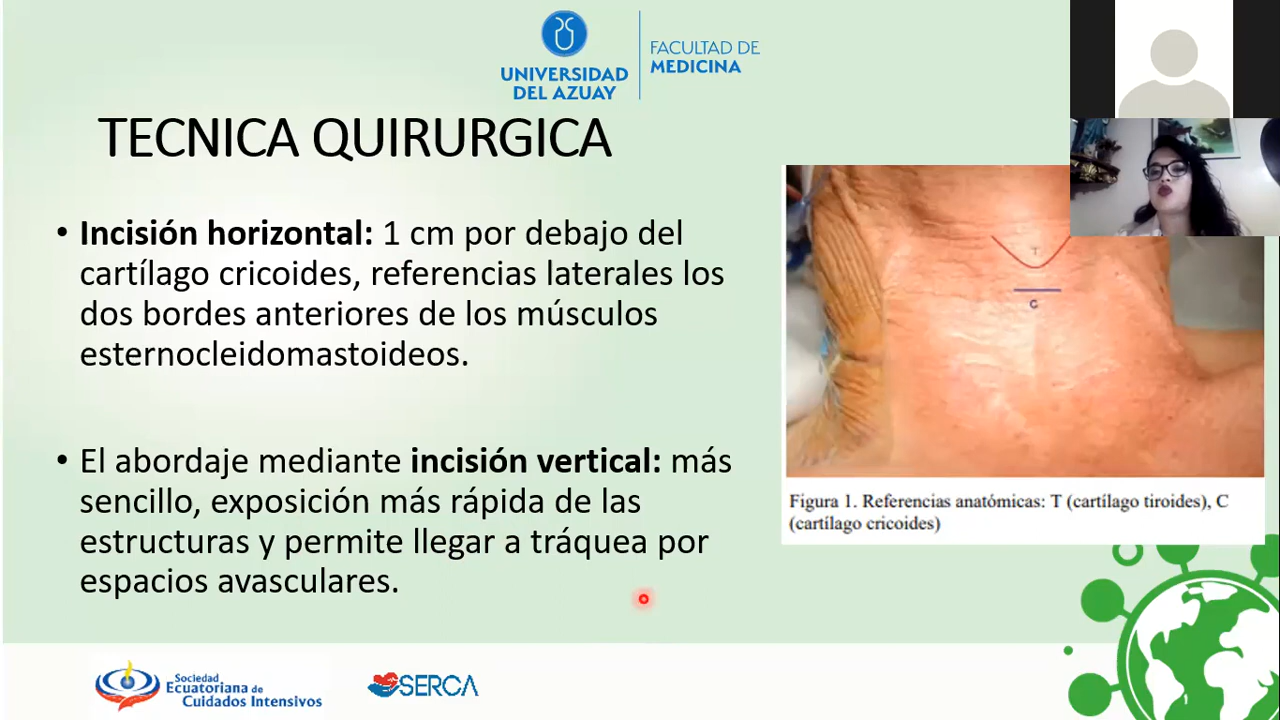 UNIVERSIDAD
DEL AZUAY
FACULTAD DE
MEDICINA
TECNICA QUIRURGICA
• Incisión horizontal: 1 cm por debajo del
cartílago cricoides, referencias laterales los
dos bordes anteriores de los músculos
esternocleidomastoideos.
• El abordaje mediante incisión vertical: más
sencillo, exposición más rápida de las
estructuras y permite llegar a tráquea por
espacios avasculares.
T
C
Figura 1. Referencias anatómicas: T (cartílago tiroides), C
(cartílago cricoides)
Sociedad
Ecuatoriana de
Cuidados Intensivos
SERCA